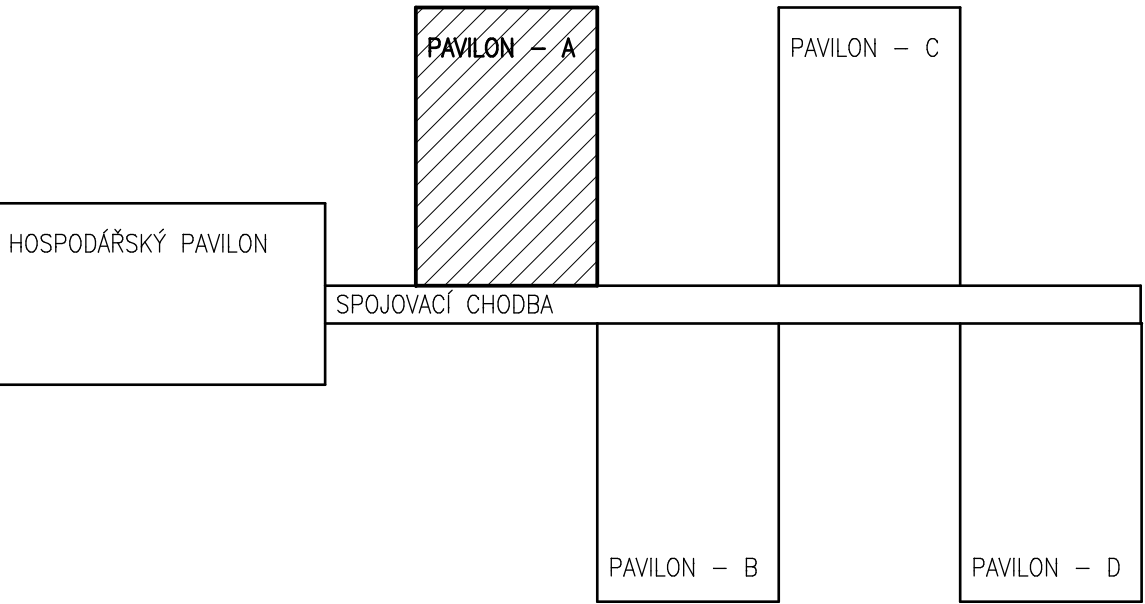 PAVILON – A
PAVILON – C
HOSPODÁŘSKÝ PAVILON
SPOJOVACÍ CHODBA
PAVILON – B
PAVILON – D